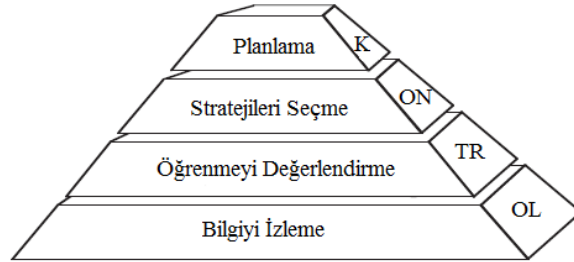 Planlama K
Stratejileri Seçme ON
Öğrenmeyi Değerlendirme TR
Bilgiyi İzleme OL